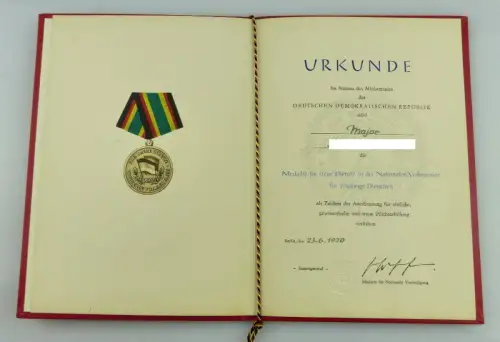 URKUNDE
Im Namen des Ministerrates
der
DEUTSCHEN DEMOKRATISCHEN REPUBLIK
wird
Major
die
Medaille für treue Dienste in der Nationalen Volksarmee
für Dienstzeit
als Zeichen der Anerkennung für ehrliche,
gewissenhafte und treue Pflichterfüllung
verliehen
Berlin, den 23.6.1970
Minister für Nationale Verteidigung